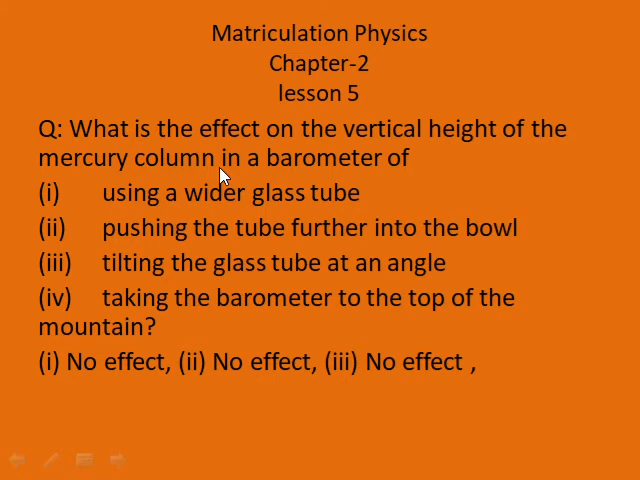 Matriculation Physics
Chapter-2
lesson 5
Q: What is the effect on the vertical height of the
mercury column in a barometer of
(i) using a wider glass tube
(ii) pushing the tube further into the bowl
(iii) tilting the glass tube at an angle
(iv) taking the barometer to the top of the
mountain?
(i) No effect, (ii) No effect, (iii) No effect ,